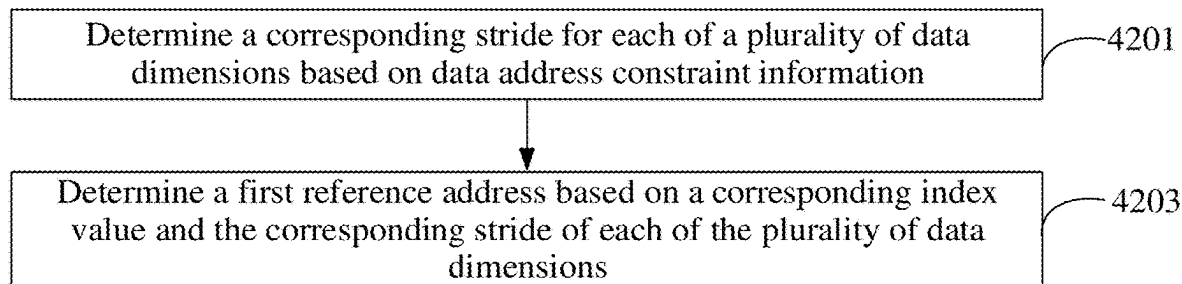 Determine a corresponding stride for each of a plurality of data
dimensions based on data address constraint information
4201
Determine a first reference address based on a corresponding index
value and the corresponding stride of each of the plurality of data
dimensions
4203